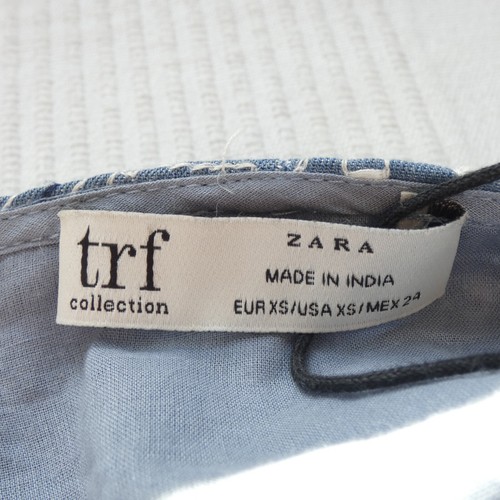 trf
collection
ZARA
MADE IN INDIA
EUR XS/USA XS/MEX 24